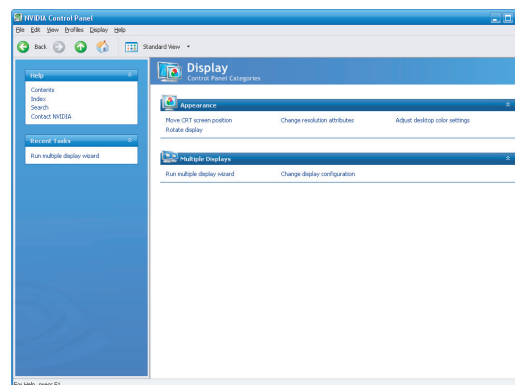 NVIDIA Control Panel
File Edit View Profiles Display Help
Back Standard View
Display
Control Panel Categories
Help
Contents
Index
Search
Contact NVIDIA
Recent Tasks
Run multiple display wizard
Appearance
Move CRT screen position Change resolution attributes Adjust desktop color settings
Rotate display
Multiple Displays
Run multiple display wizard Change display configuration
For Help, press F1